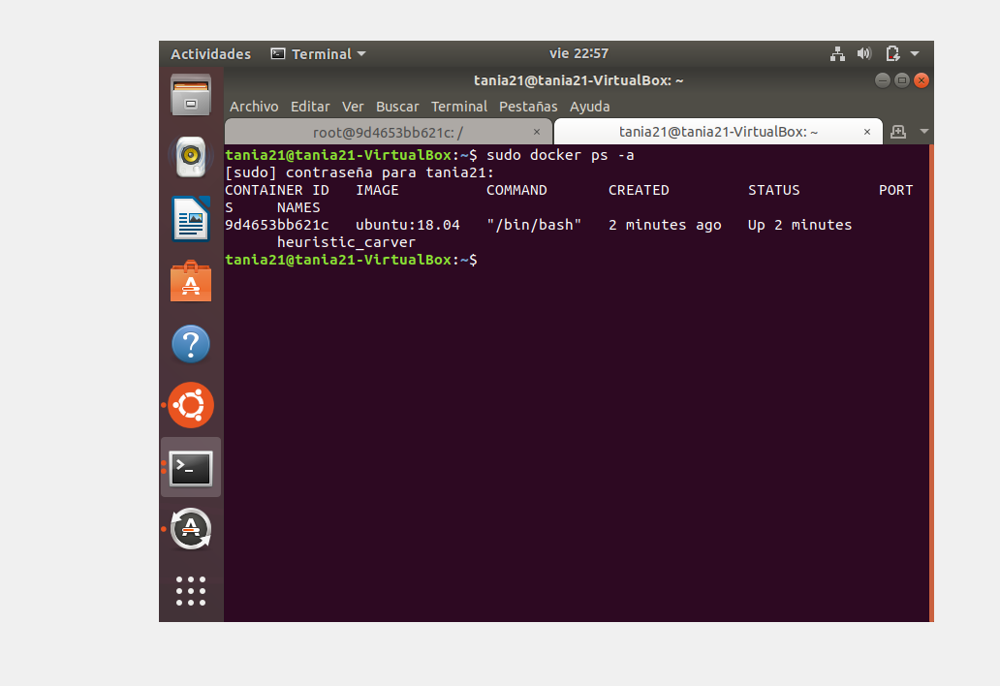 Actividades Terminal vie 22:57
tania21@tania21-VirtualBox: ~
Archivo Editar Ver Buscar Terminal Pestañas Ayuda
root@9d4653bb621c: / × tania21@tania21-VirtualBox: ~ ×
tania21@tania21-VirtualBox:~$ sudo docker ps -a
[sudo] contraseña para tania21:
CONTAINER ID   IMAGE          COMMAND       CREATED         STATUS         PORT
S     NAMES
9d4653bb621c   ubuntu:18.04   "/bin/bash"   2 minutes ago   Up 2 minutes
      heuristic_carver
tania21@tania21-VirtualBox:~$